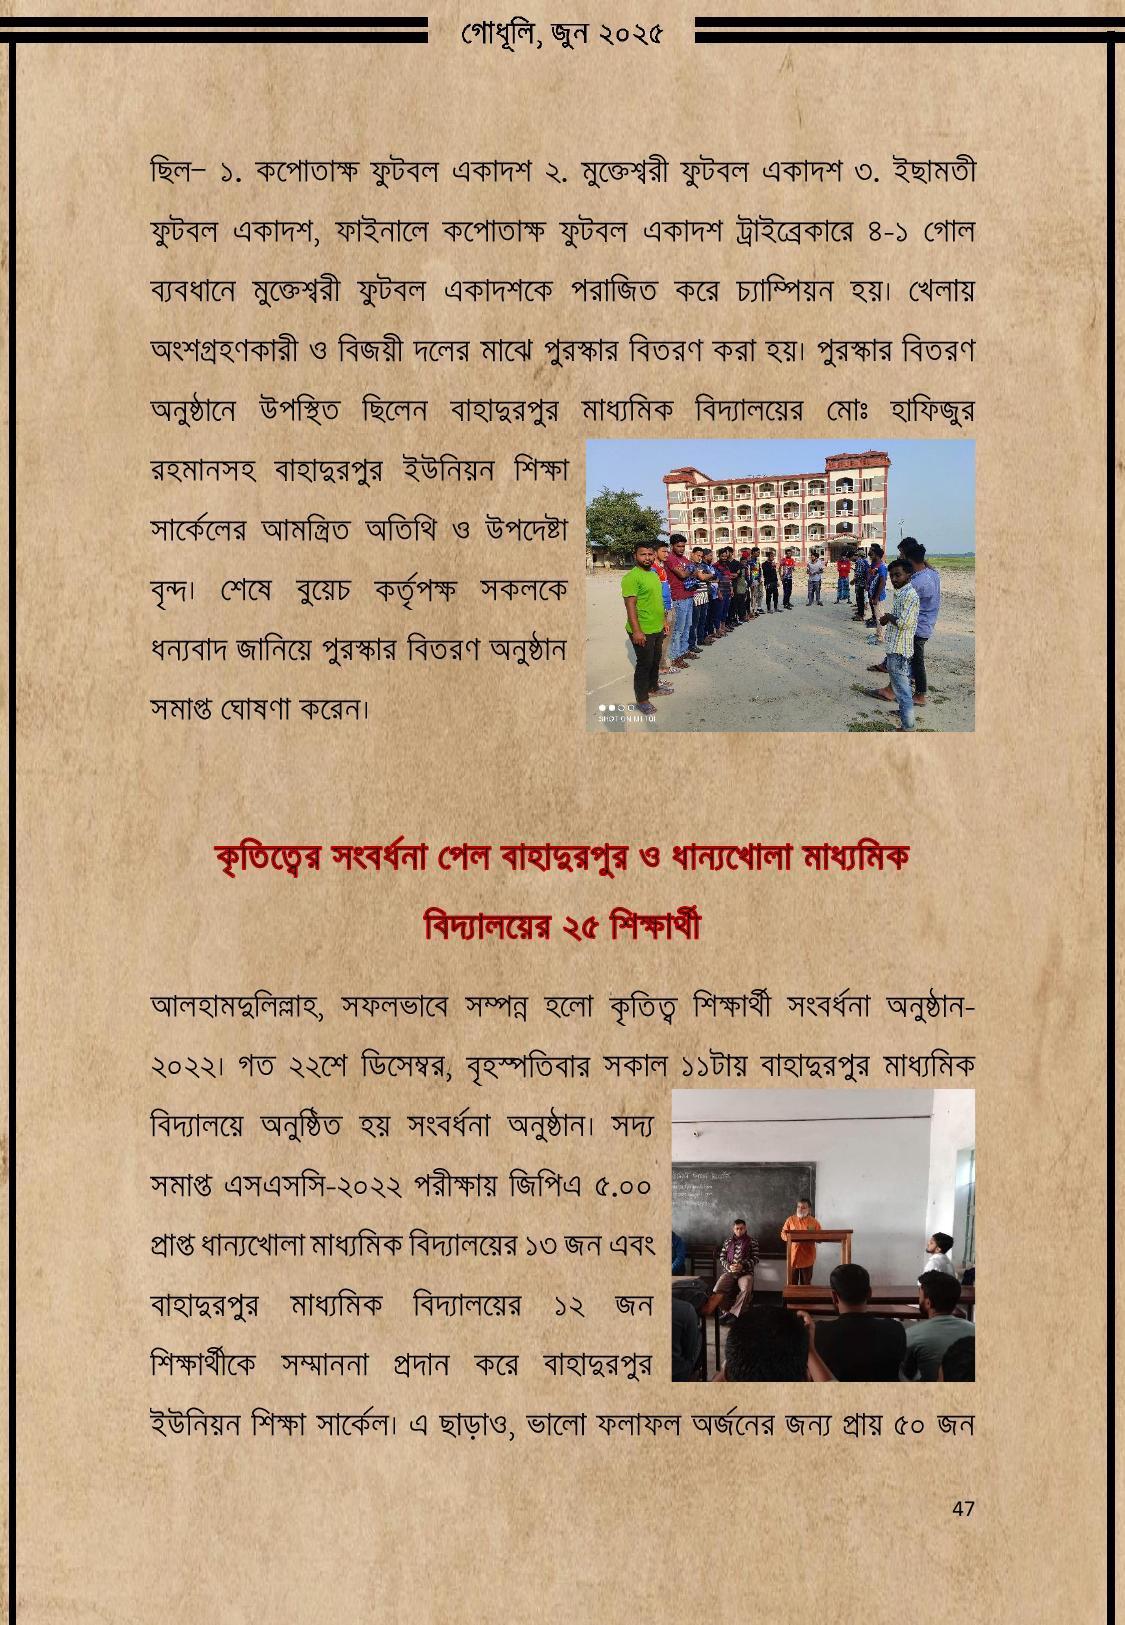 গোধূলি, জুন ২০২৫
ছিল– ১. কপোতাক্ষ ফুটবল একাদশ ২. মুক্তেশ্বরী ফুটবল একাদশ ৩. ইছামতী
ফুটবল একাদশ, ফাইনালে কপোতাক্ষ ফুটবল একাদশ ট্রাইব্রেকারে ৪-১ গোল
ব্যবধানে মুক্তেশ্বরী ফুটবল একাদশকে পরাজিত করে চ্যাম্পিয়ন হয়। খেলায়
অংশগ্রহণকারী ও বিজয়ী দলের মাঝে পুরস্কার বিতরণ করা হয়। পুরস্কার বিতরণ
অনুষ্ঠানে উপস্থিত ছিলেন বাহাদুরপুর মাধ্যমিক বিদ্যালয়ের মোঃ হাফিজুর
রহমানসহ বাহাদুরপুর ইউনিয়ন শিক্ষা
সার্কেলের আমন্ত্রিত অতিথি ও উপদেষ্টা
বৃন্দ। শেষে বুয়েচ কর্তৃপক্ষ সকলকে
ধন্যবাদ জানিয়ে পুরস্কার বিতরণ অনুষ্ঠান
সমাপ্ত ঘোষণা করেন।
SHOT ON MI 10I
কৃতিত্বের সংবর্ধনা পেল বাহাদুরপুর ও ধান্যখোলা মাধ্যমিক
বিদ্যালয়ের ২৫ শিক্ষার্থী
আলহামদুলিল্লাহ, সফলভাবে সম্পন্ন হলো কৃতিত্ব শিক্ষার্থী সংবর্ধনা অনুষ্ঠান-
২০২২। গত ২২শে ডিসেম্বর, বৃহস্পতিবার সকাল ১১টায় বাহাদুরপুর মাধ্যমিক
বিদ্যালয়ে অনুষ্ঠিত হয় সংবর্ধনা অনুষ্ঠান। সদ্য
সমাপ্ত এসএসসি-২০২২ পরীক্ষায় জিপিএ ৫.০০
প্রাপ্ত ধান্যখোলা মাধ্যমিক বিদ্যালয়ের ১৩ জন এবং
বাহাদুরপুর মাধ্যমিক বিদ্যালয়ের ১২ জন
শিক্ষার্থীকে সম্মাননা প্রদান করে বাহাদুরপুর
ইউনিয়ন শিক্ষা সার্কেল। এ ছাড়াও, ভালো ফলাফল অর্জনের জন্য প্রায় ৫০ জন
47